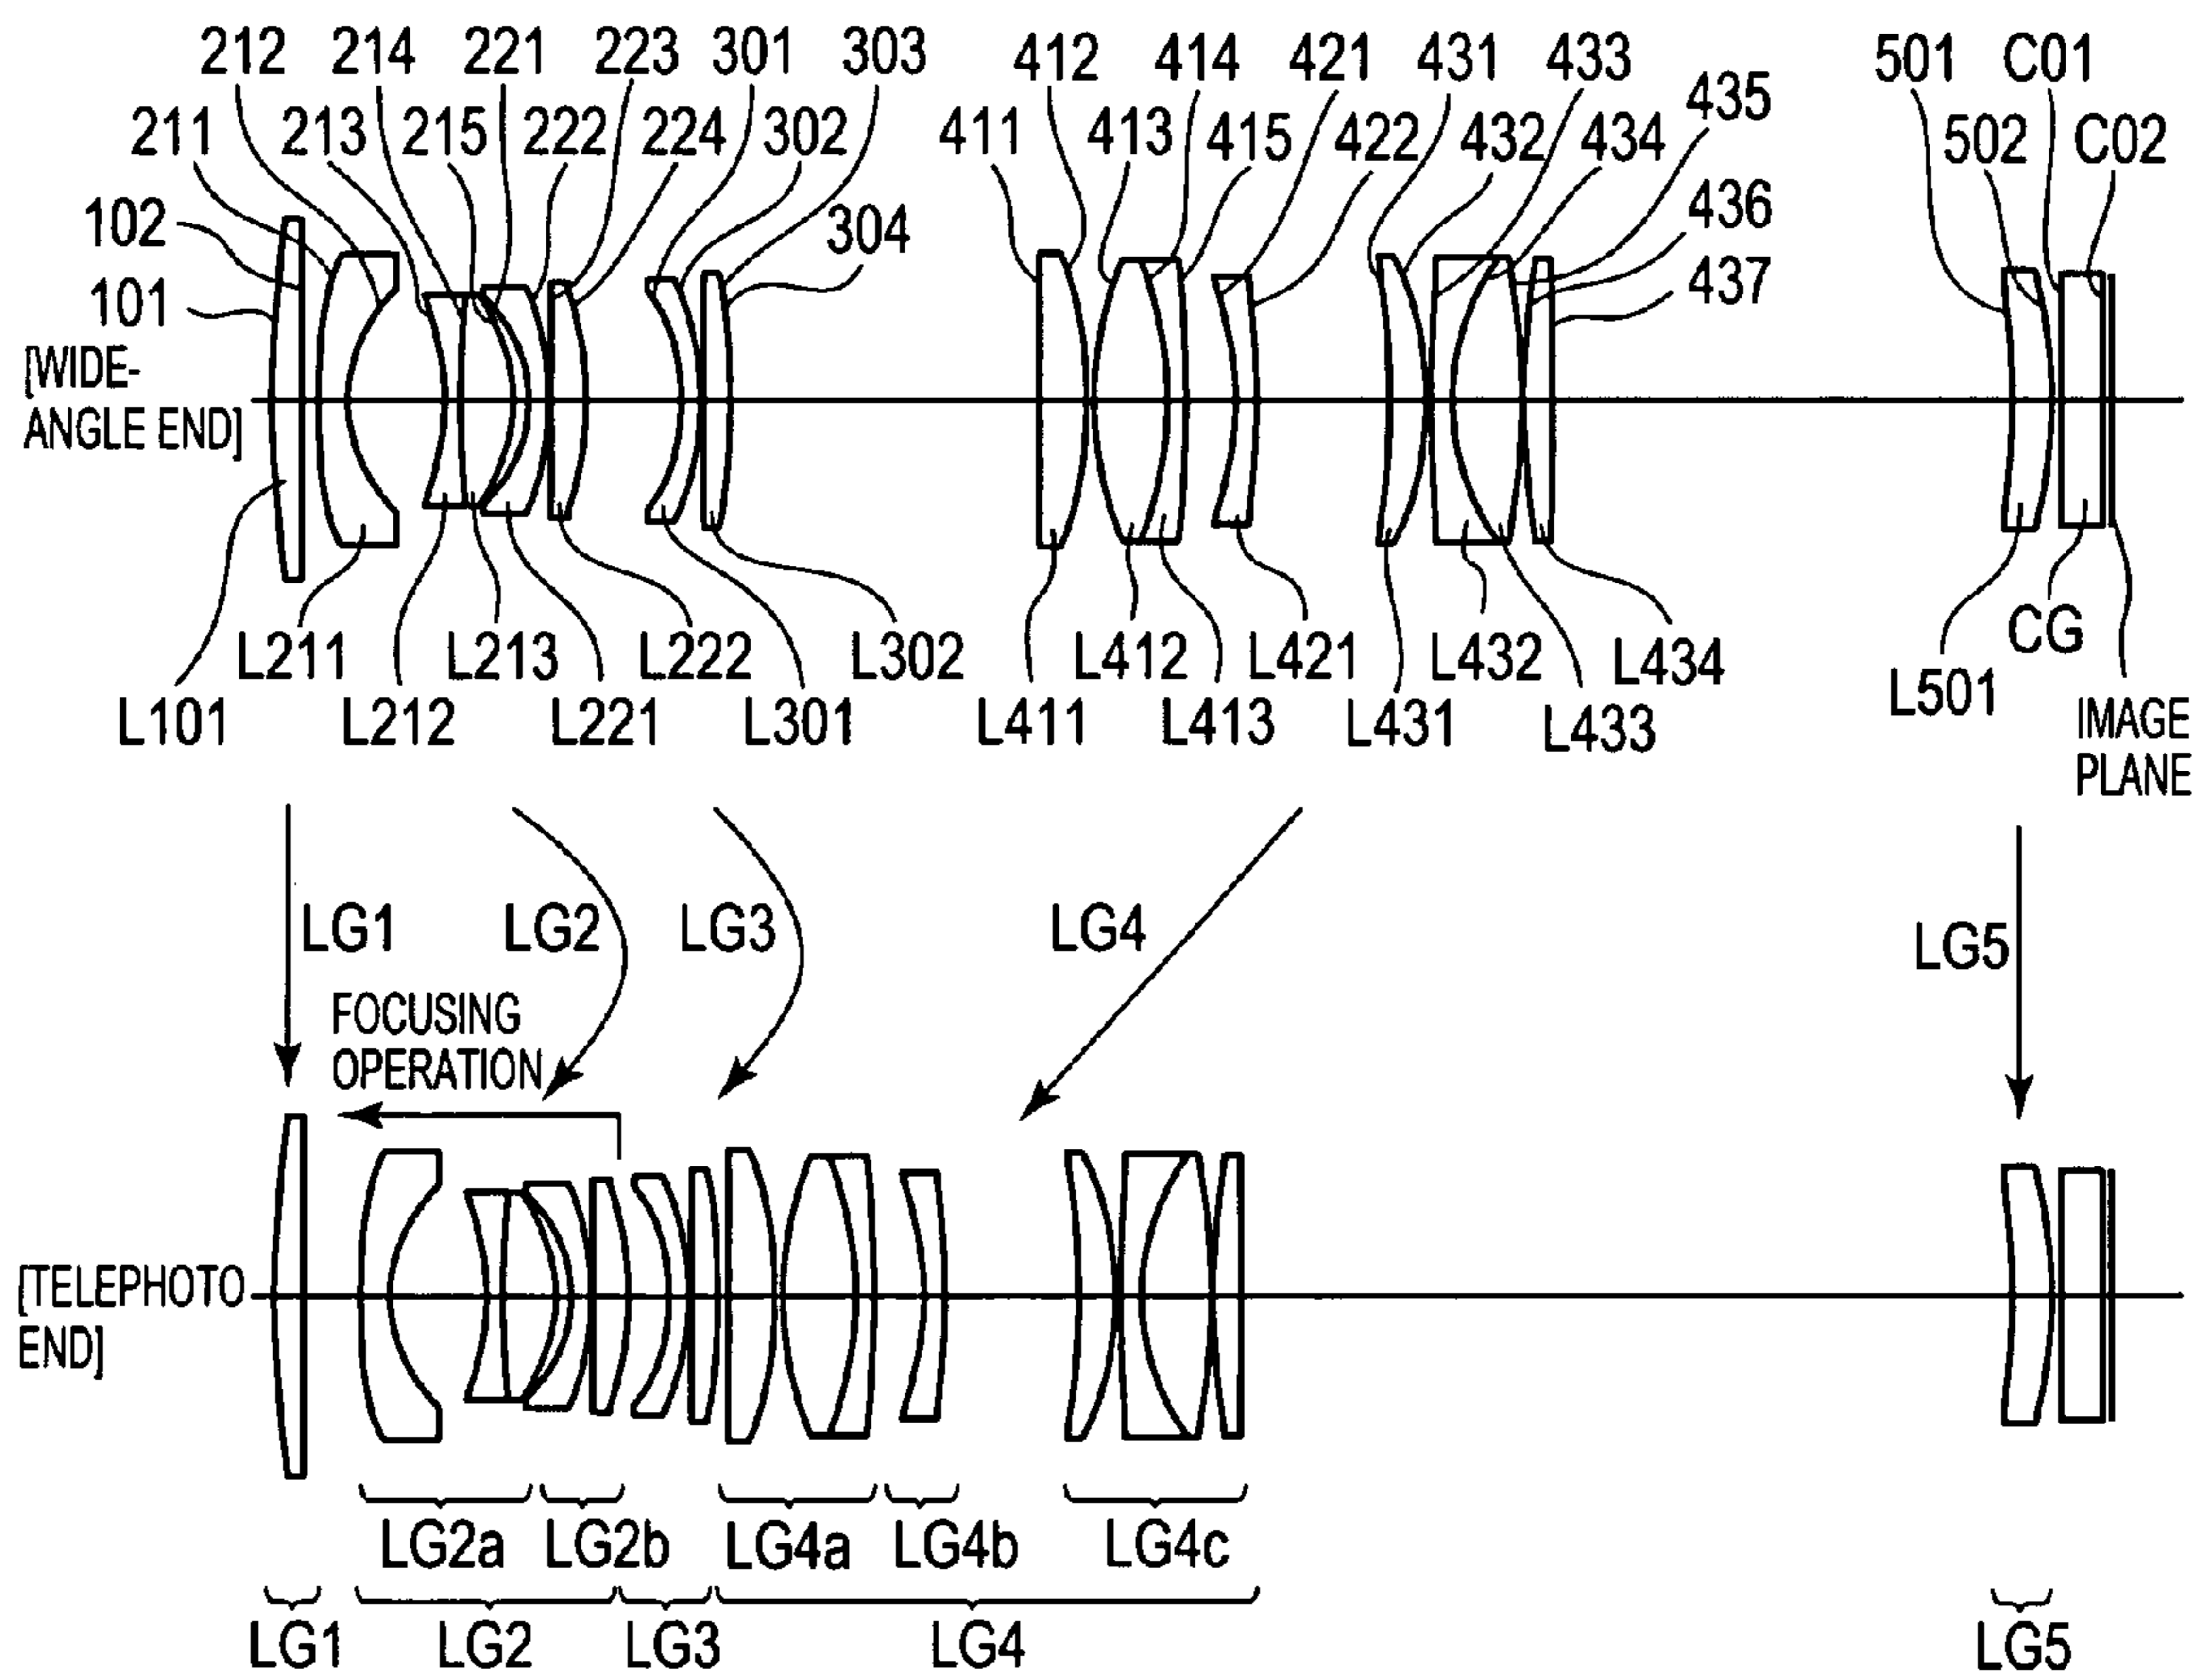 212 214 221 223 301 303 412 414 421 431 433 501 C01
211 213 215 222 224 302 411 413 415 422 432 434 435 502 C02
102 304 436
101 437
[WIDE-
ANGLE END]
L211 L213 L222 L302 L412 L421 L432 L434 CG
L101 L212 L221 L301 L411 L413 L431 L433 L501 IMAGE
PLANE
LG1 LG2 LG3 LG4 LG5
FOCUSING
OPERATION
[TELEPHOTO
END]
LG2a LG2b LG4a LG4b LG4c
LG1 LG2 LG3 LG4 LG5